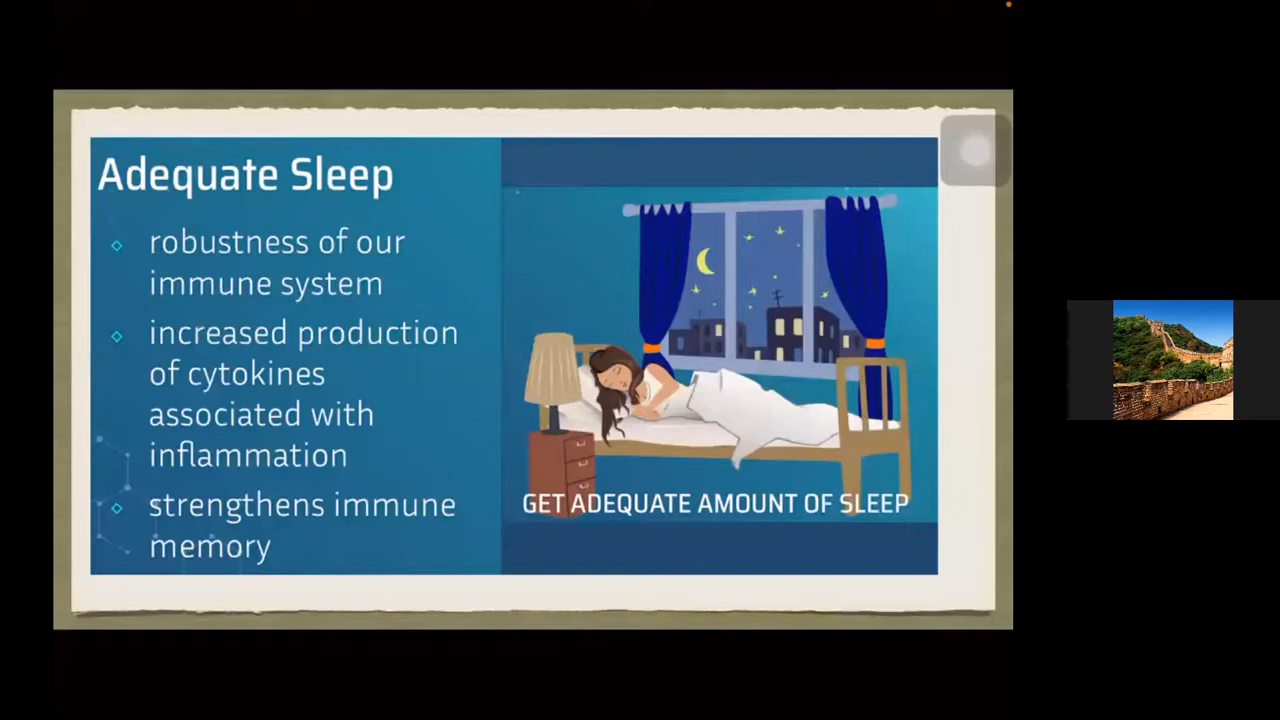 Adequate Sleep
robustness of our
immune system
increased production
of cytokines
associated with
inflammation
strengthens immune
memory
GET ADEQUATE AMOUNT OF SLEEP